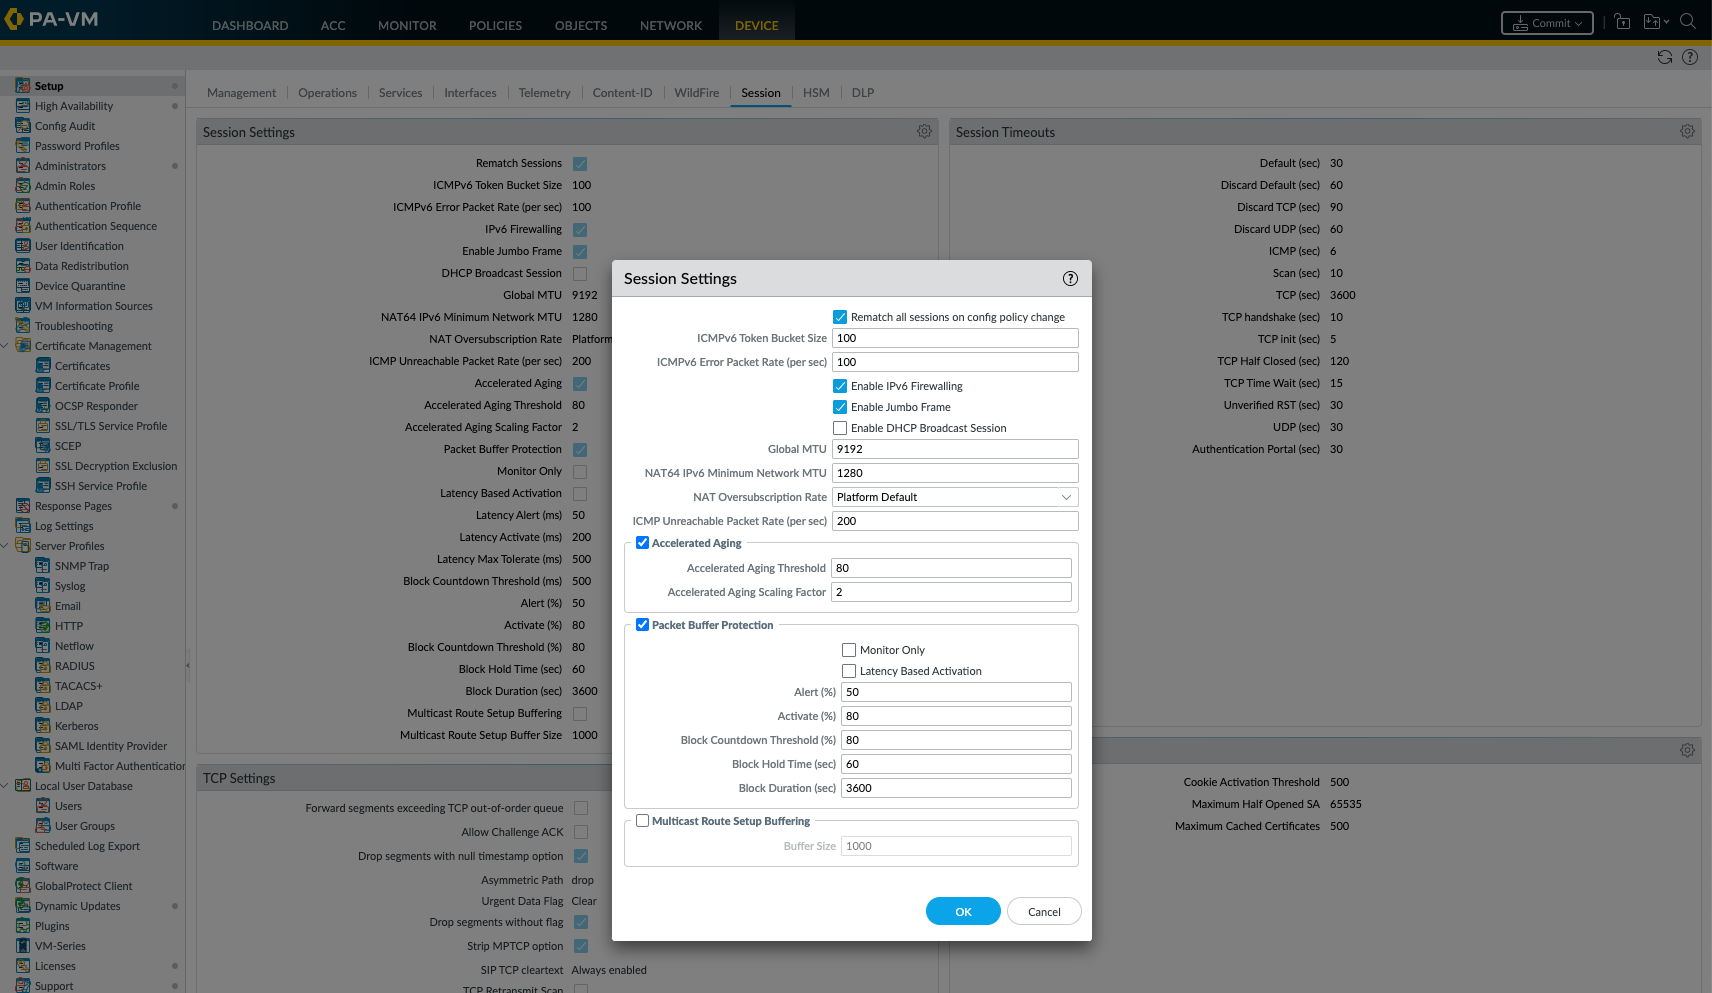 PA-VM
DASHBOARD
ACC
MONITOR
POLICIES
OBJECTS
NETWORK
DEVICE
Commit
Setup
High Availability
Config Audit
Password Profiles
Administrators
Admin Roles
Authentication Profile
Authentication Sequence
User Identification
Data Redistribution
Device Quarantine
VM Information Sources
Troubleshooting
Certificate Management
Certificates
Certificate Profile
OCSP Responder
SSL/TLS Service Profile
SCEP
SSL Decryption Exclusion
SSH Service Profile
Response Pages
Log Settings
Server Profiles
SNMP Trap
Syslog
Email
HTTP
Netflow
RADIUS
TACACS+
LDAP
Kerberos
SAML Identity Provider
Multi Factor Authentication
Local User Database
Users
User Groups
Scheduled Log Export
Software
GlobalProtect Client
Dynamic Updates
Plugins
VM-Series
Licenses
Support
Management
Operations
Services
Interfaces
Telemetry
Content-ID
WildFire
Session
HSM
DLP
Session Settings
Rematch Sessions
ICMPv6 Token Bucket Size 100
ICMPv6 Error Packet Rate (per sec) 100
IPv6 Firewalling
Enable Jumbo Frame
DHCP Broadcast Session
Global MTU 9192
NAT64 IPv6 Minimum Network MTU 1280
NAT Oversubscription Rate Platform
ICMP Unreachable Packet Rate (per sec) 200
Accelerated Aging
Accelerated Aging Threshold 80
Accelerated Aging Scaling Factor 2
Packet Buffer Protection
Monitor Only
Latency Based Activation
Latency Alert (ms) 50
Latency Activate (ms) 200
Latency Max Tolerate (ms) 500
Block Countdown Threshold (ms) 500
Alert (%) 50
Activate (%) 80
Block Countdown Threshold (%) 80
Block Hold Time (sec) 60
Block Duration (sec) 3600
Multicast Route Setup Buffering
Multicast Route Setup Buffer Size 1000
TCP Settings
Forward segments exceeding TCP out-of-order queue
Allow Challenge ACK
Drop segments with null timestamp option
Asymmetric Path drop
Urgent Data Flag Clear
Drop segments without flag
Strip MPTCP option
SIP TCP cleartext Always enabled
TCP Retransmit Scan
Session Timeouts
Default (sec) 30
Discard Default (sec) 60
Discard TCP (sec) 90
Discard UDP (sec) 60
ICMP (sec) 6
Scan (sec) 10
TCP (sec) 3600
TCP handshake (sec) 10
TCP init (sec) 5
TCP Half Closed (sec) 120
TCP Time Wait (sec) 15
Unverified RST (sec) 30
UDP (sec) 30
Authentication Portal (sec) 30
Cookie Activation Threshold 500
Maximum Half Opened SA 65535
Maximum Cached Certificates 500
Session Settings
Rematch all sessions on config policy change
ICMPv6 Token Bucket Size 100
ICMPv6 Error Packet Rate (per sec) 100
Enable IPv6 Firewalling
Enable Jumbo Frame
Enable DHCP Broadcast Session
Global MTU 9192
NAT64 IPv6 Minimum Network MTU 1280
NAT Oversubscription Rate Platform Default
ICMP Unreachable Packet Rate (per sec) 200
Accelerated Aging
Accelerated Aging Threshold 80
Accelerated Aging Scaling Factor 2
Packet Buffer Protection
Monitor Only
Latency Based Activation
Alert (%) 50
Activate (%) 80
Block Countdown Threshold (%) 80
Block Hold Time (sec) 60
Block Duration (sec) 3600
Multicast Route Setup Buffering
Buffer Size 1000
OK
Cancel